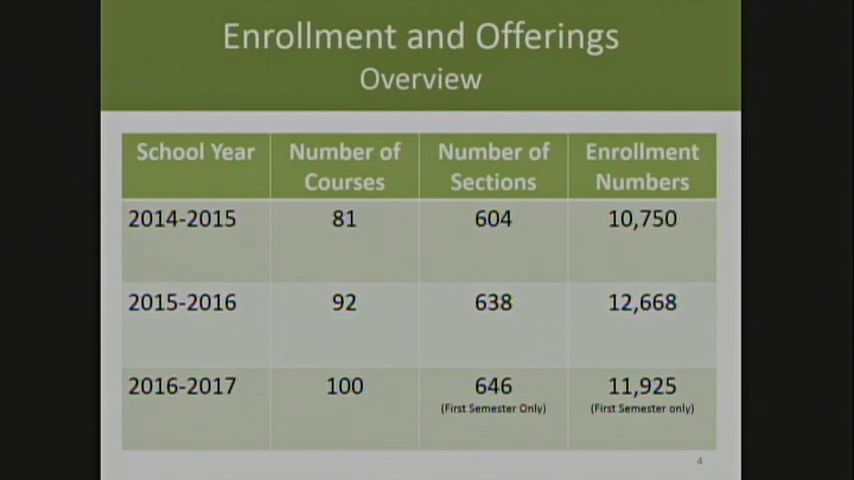 Enrollment and Offerings
Overview
School Year
Number of Courses
Number of Sections
Enrollment Numbers
2014-2015 81 604 10,750
2015-2016 92 638 12,668
2016-2017 100 646 11,925
(First Semester Only) (First Semester only)
4